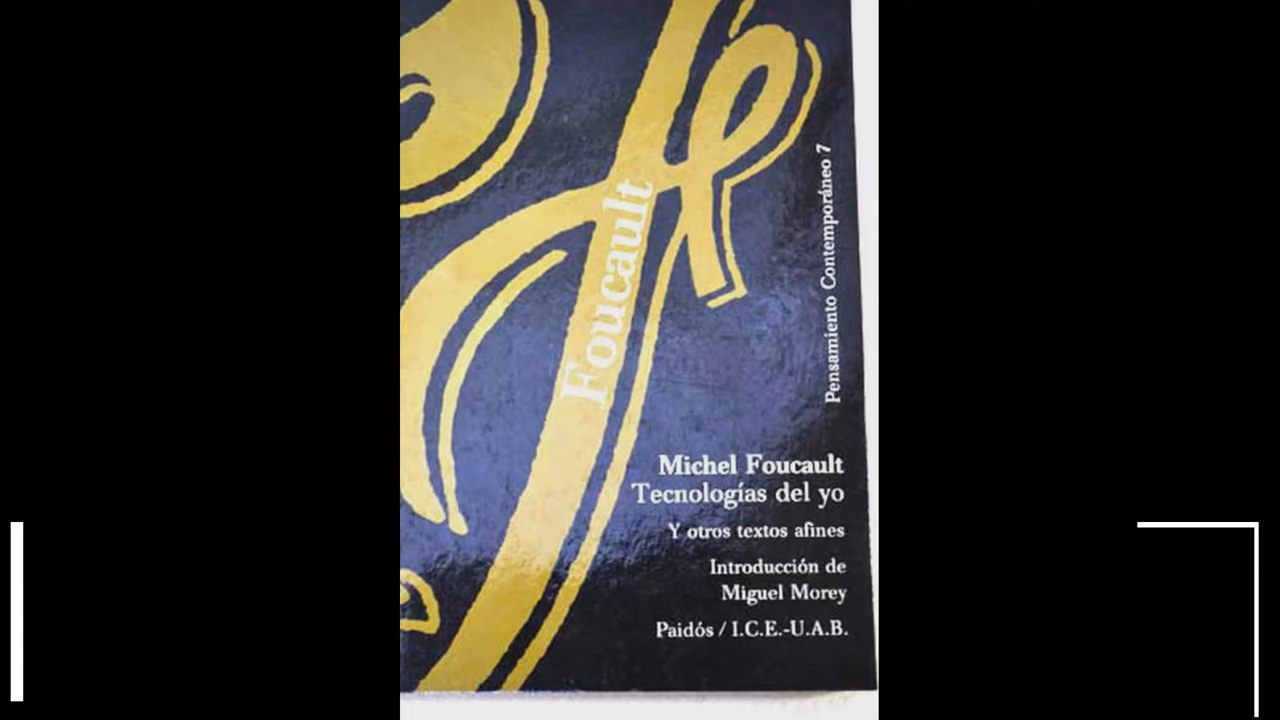 Foucault
Pensamiento Contemporáneo 7
Michel Foucault
Tecnologías del yo
Y otros textos afines
Introducción de
Miguel Morey
Paidós / I.C.E.-U.A.B.